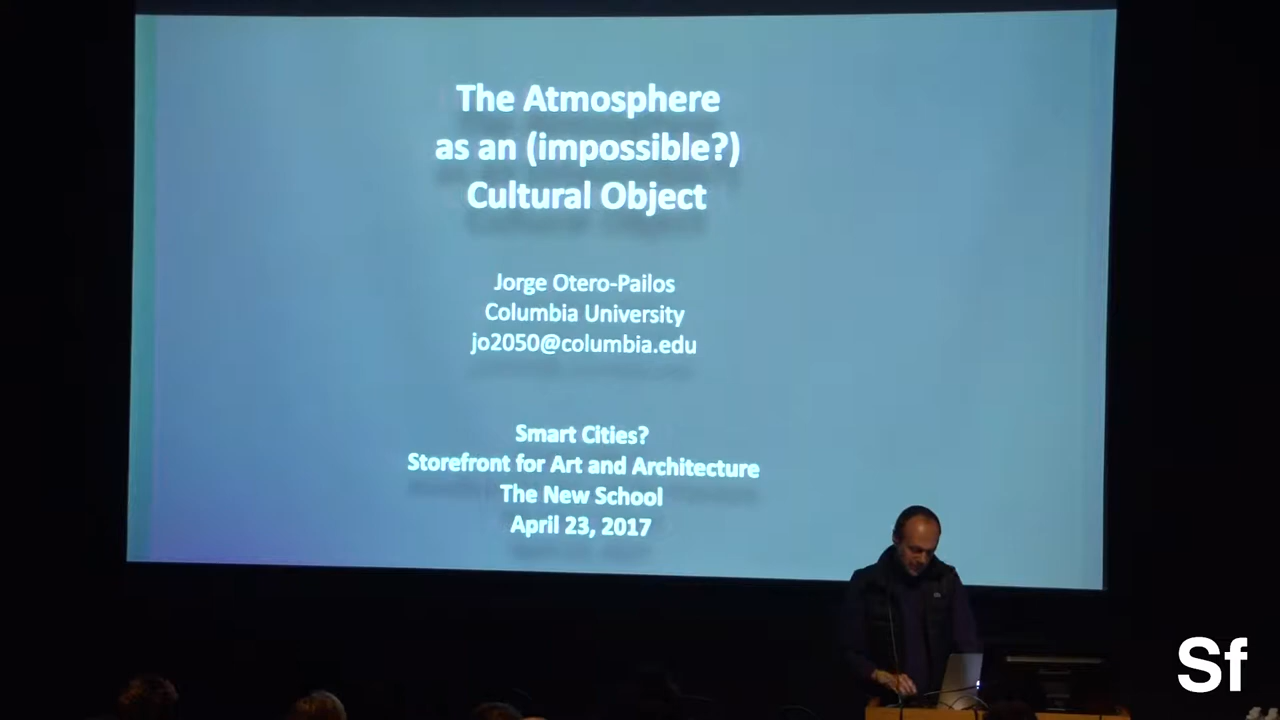 The Atmosphere
as an (impossible?)
Cultural Object
Jorge Otero-Pailos
Columbia University
jo2050@columbia.edu
Smart Cities?
Storefront for Art and Architecture
The New School
April 23, 2017
Sf